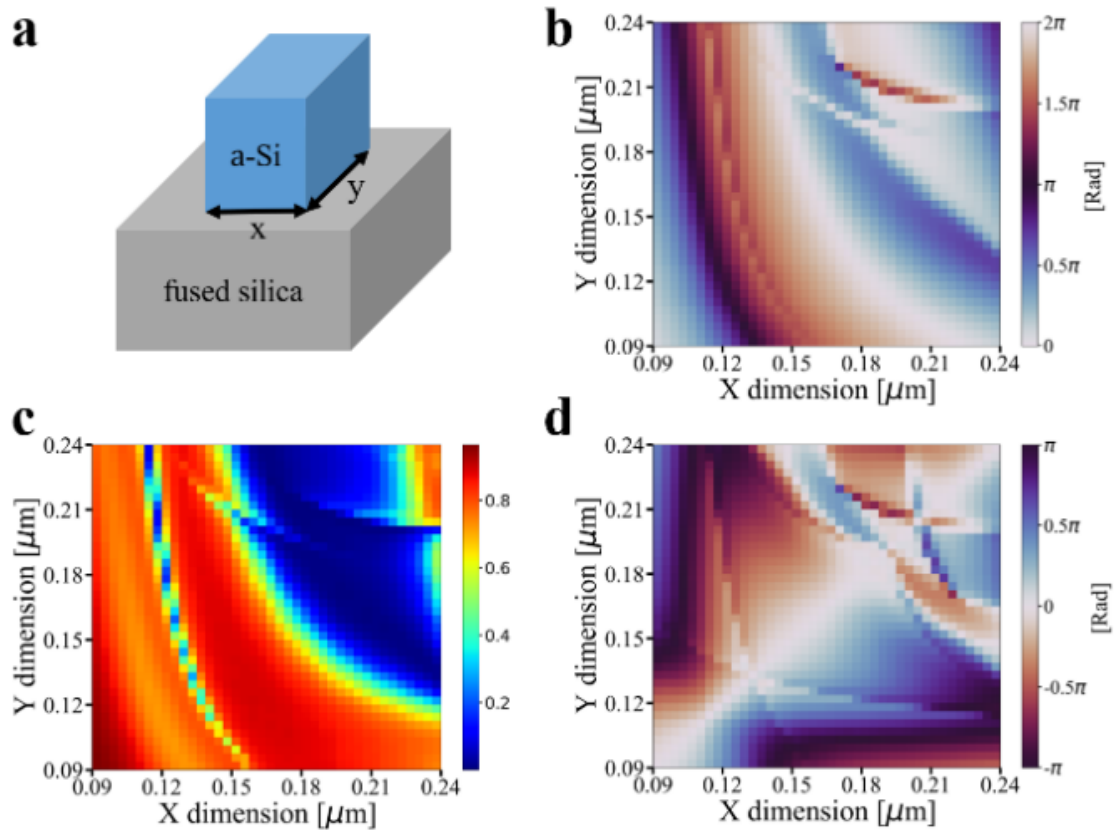 a
a-Si
x
y
fused silica
b
0.24
0.21
0.18
0.15
0.12
0.09
Y dimension [μm]
0.09 0.12 0.15 0.18 0.21 0.24
X dimension [μm]
2π
1.5π
π
0.5π
0
[Rad]
c
0.24
0.21
0.18
0.15
0.12
0.09
Y dimension [μm]
0.09 0.12 0.15 0.18 0.21 0.24
X dimension [μm]
0.8
0.6
0.4
0.2
d
0.24
0.21
0.18
0.15
0.12
0.09
Y dimension [μm]
0.09 0.12 0.15 0.18 0.21 0.24
X dimension [μm]
π
0.5π
0
-0.5π
-π
[Rad]